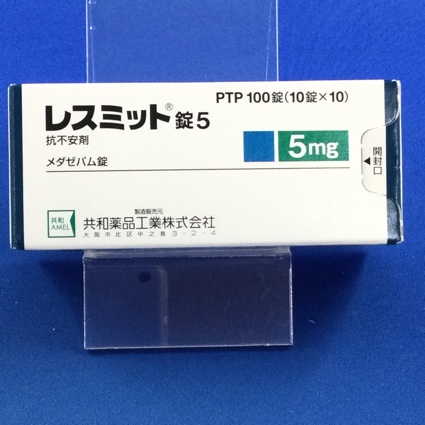 PTP 100錠(10錠×10)
レスミット®錠5
抗不安剤
5mg
メダゼパム錠
開封口
共和
AMEL
製造販売元
共和薬品工業株式会社
大阪市北区中之島3-2-4